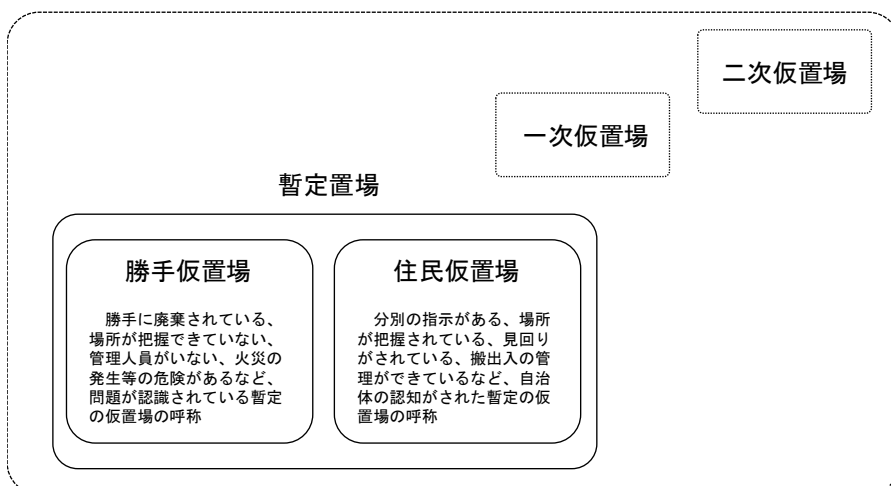 二次仮置場
一次仮置場
暫定置場
勝手仮置場
勝手に廃棄されている、
場所が把握できていない、
管理人員がいない、火災の
発生等の危険があるなど、
問題が認識されている暫定
の仮置場の呼称
住民仮置場
分別の指示がある、場所
が把握されている、見回り
がされている、搬出入の管
理ができているなど、自治
体の認知がされた暫定の仮
置場の呼称